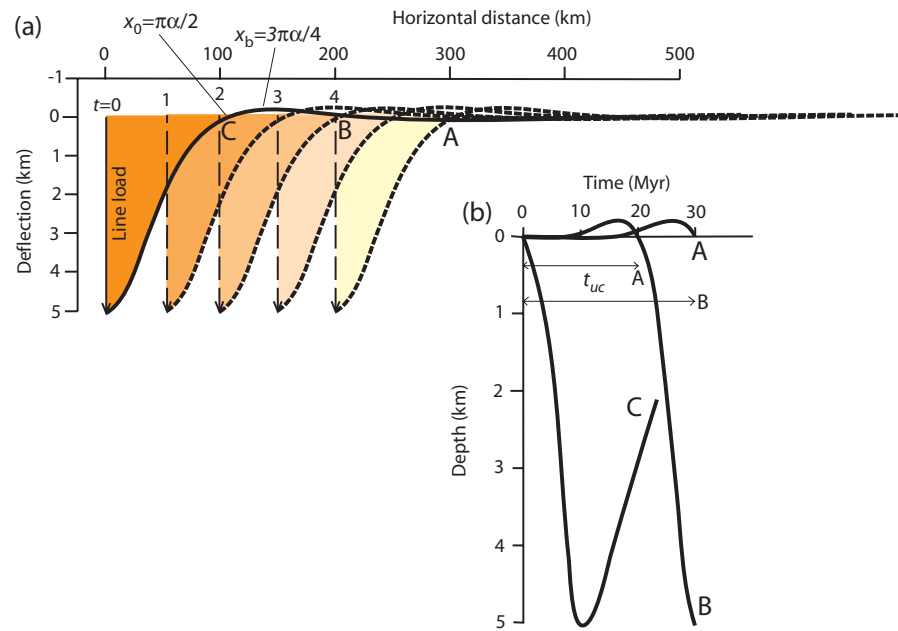 (a)
x₀=πα/2
x_b=3πα/4
Horizontal distance (km)
0 100 200 300 400 500
-1
0
1
2
3
4
5
Deflection (km)
t=0 1 2 3 4
C B A
Line load
(b)
Time (Myr)
0 10 20 30
0
1
2
3
4
5
Depth (km)
A
t_uc A
B
C
B